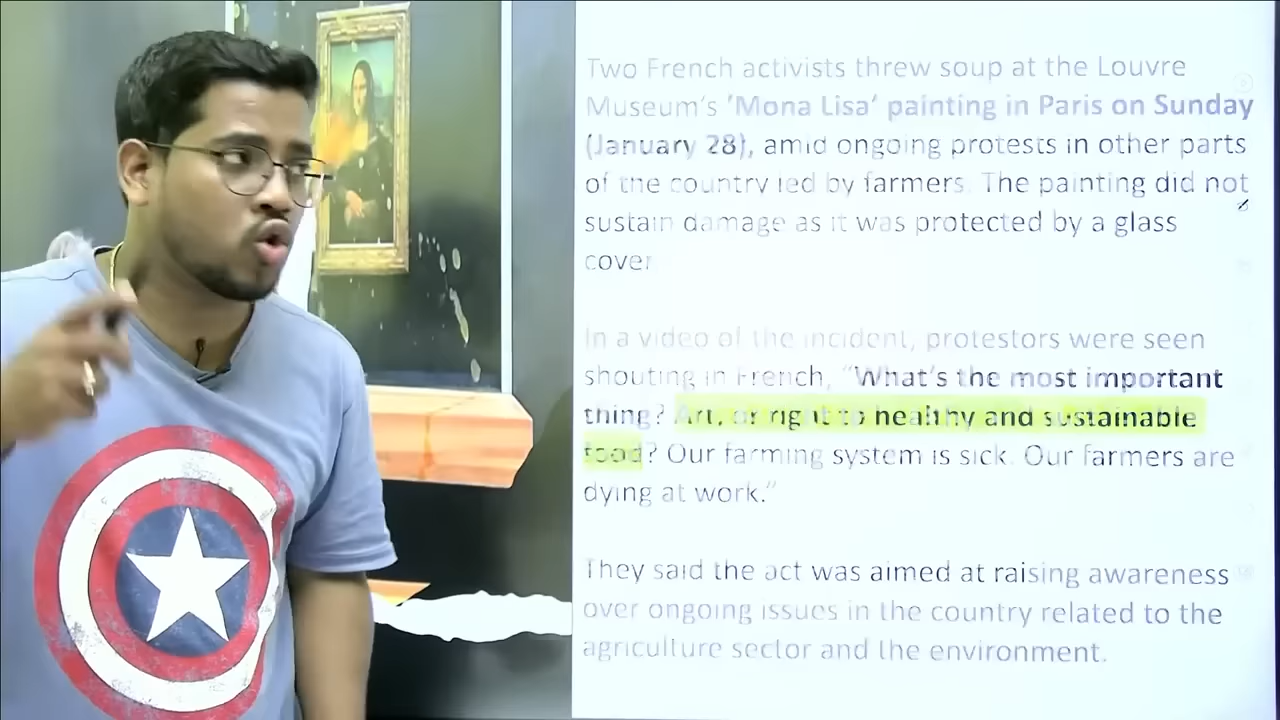 Two French activists threw soup at the Louvre
Museum's 'Mona Lisa' painting in Paris on Sunday
(January 28), amid ongoing protests in other parts
of the country led by farmers. The painting did not
sustain damage as it was protected by a glass
cover
In a video of the incident, protestors were seen
shouting in French, "What's the most important
thing? Art, or right to healthy and sustainable
food? Our farming system is sick. Our farmers are
dying at work."
They said the act was aimed at raising awareness
over ongoing issues in the country related to the
agriculture sector and the environment.